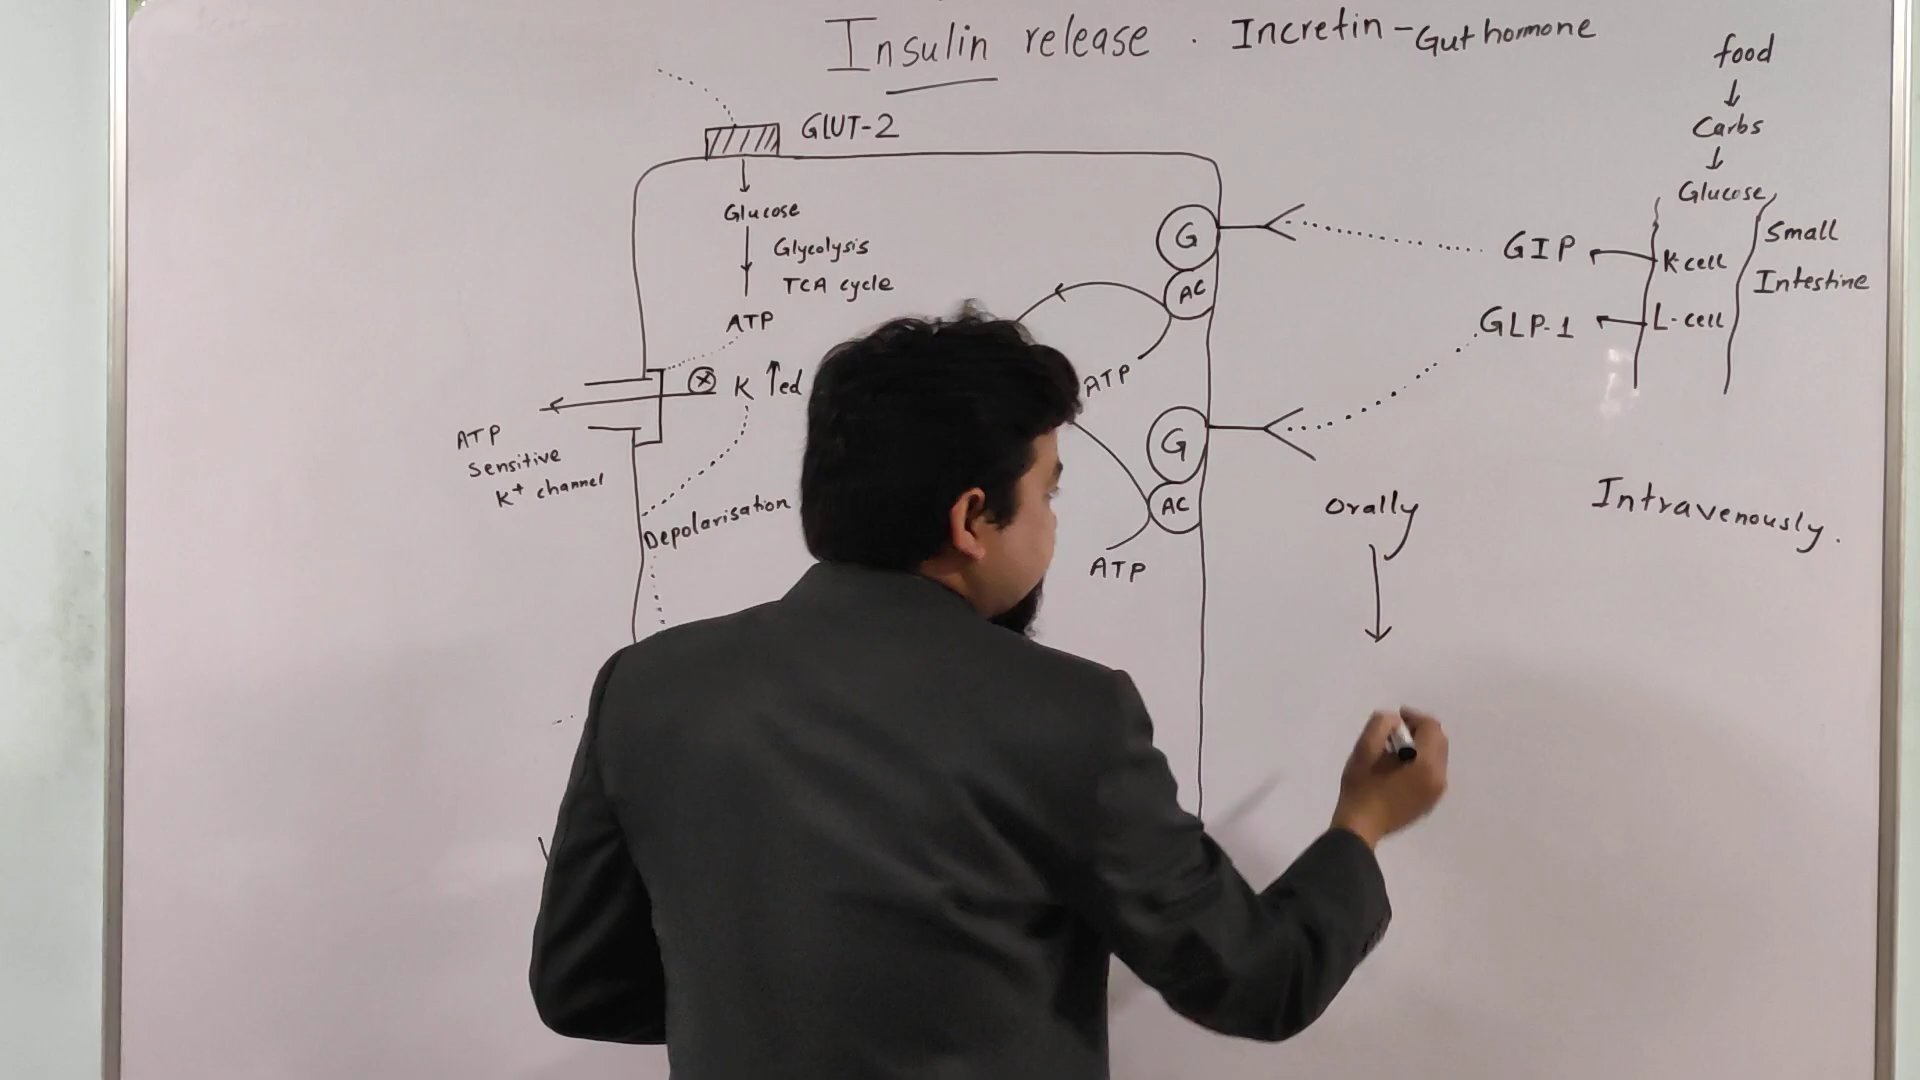 Insulin release . Incretin - Gut hormone
GLUT-2
Glucose
Glycolysis
TCA cycle
ATP
K ↑ed
ATP
Sensitive
K+ channel
Depolarisation
G
AC
ATP
G
AC
ATP
food
↓
Carbs
↓
Glucose
Small
Intestine
GIP
K cell
GLP-1
L-cell
Orally
Intravenously.